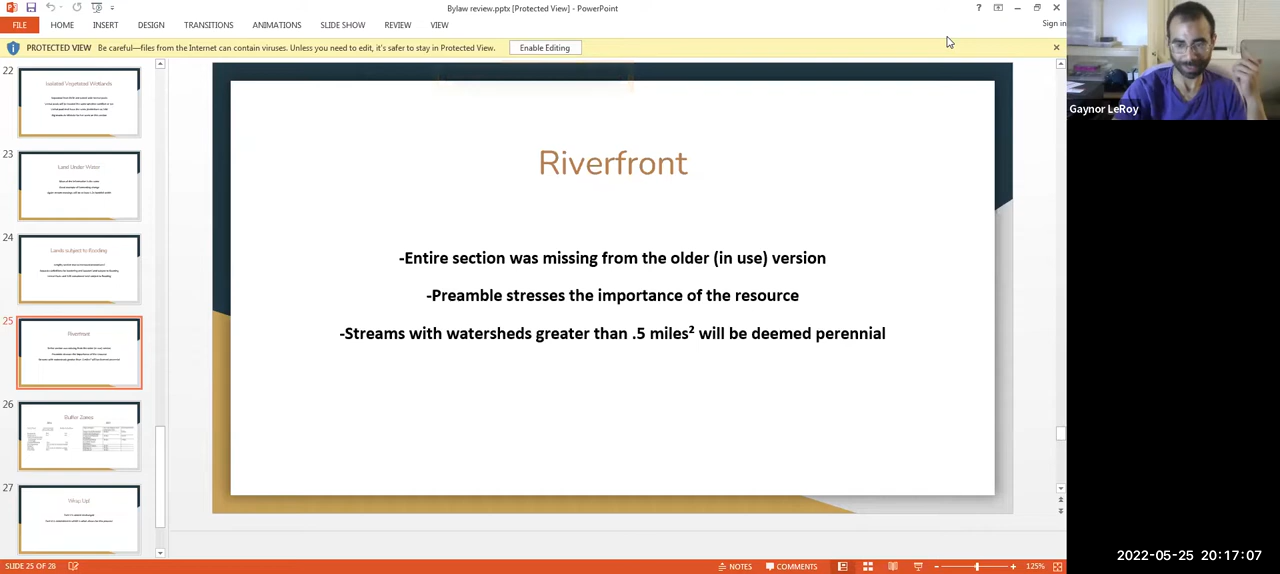 Bylaw review.pptx [Protected View] - PowerPoint
Sign in
FILE HOME INSERT DESIGN TRANSITIONS ANIMATIONS SLIDE SHOW REVIEW VIEW
PROTECTED VIEW Be careful—files from the Internet can contain viruses. Unless you need to edit, it's safer to stay in Protected View. Enable Editing
Gaynor LeRoy
22
Isolated Vegetated Wetlands
23
Land Under Water
24
Lands subject to flooding
25
Riverfront
26
Buffer Zones
27
Wrap Up!
Riverfront
-Entire section was missing from the older (in use) version
-Preamble stresses the importance of the resource
-Streams with watersheds greater than .5 miles² will be deemed perennial
2022-05-25 20:17:07
SLIDE 25 OF 28
NOTES COMMENTS 125%